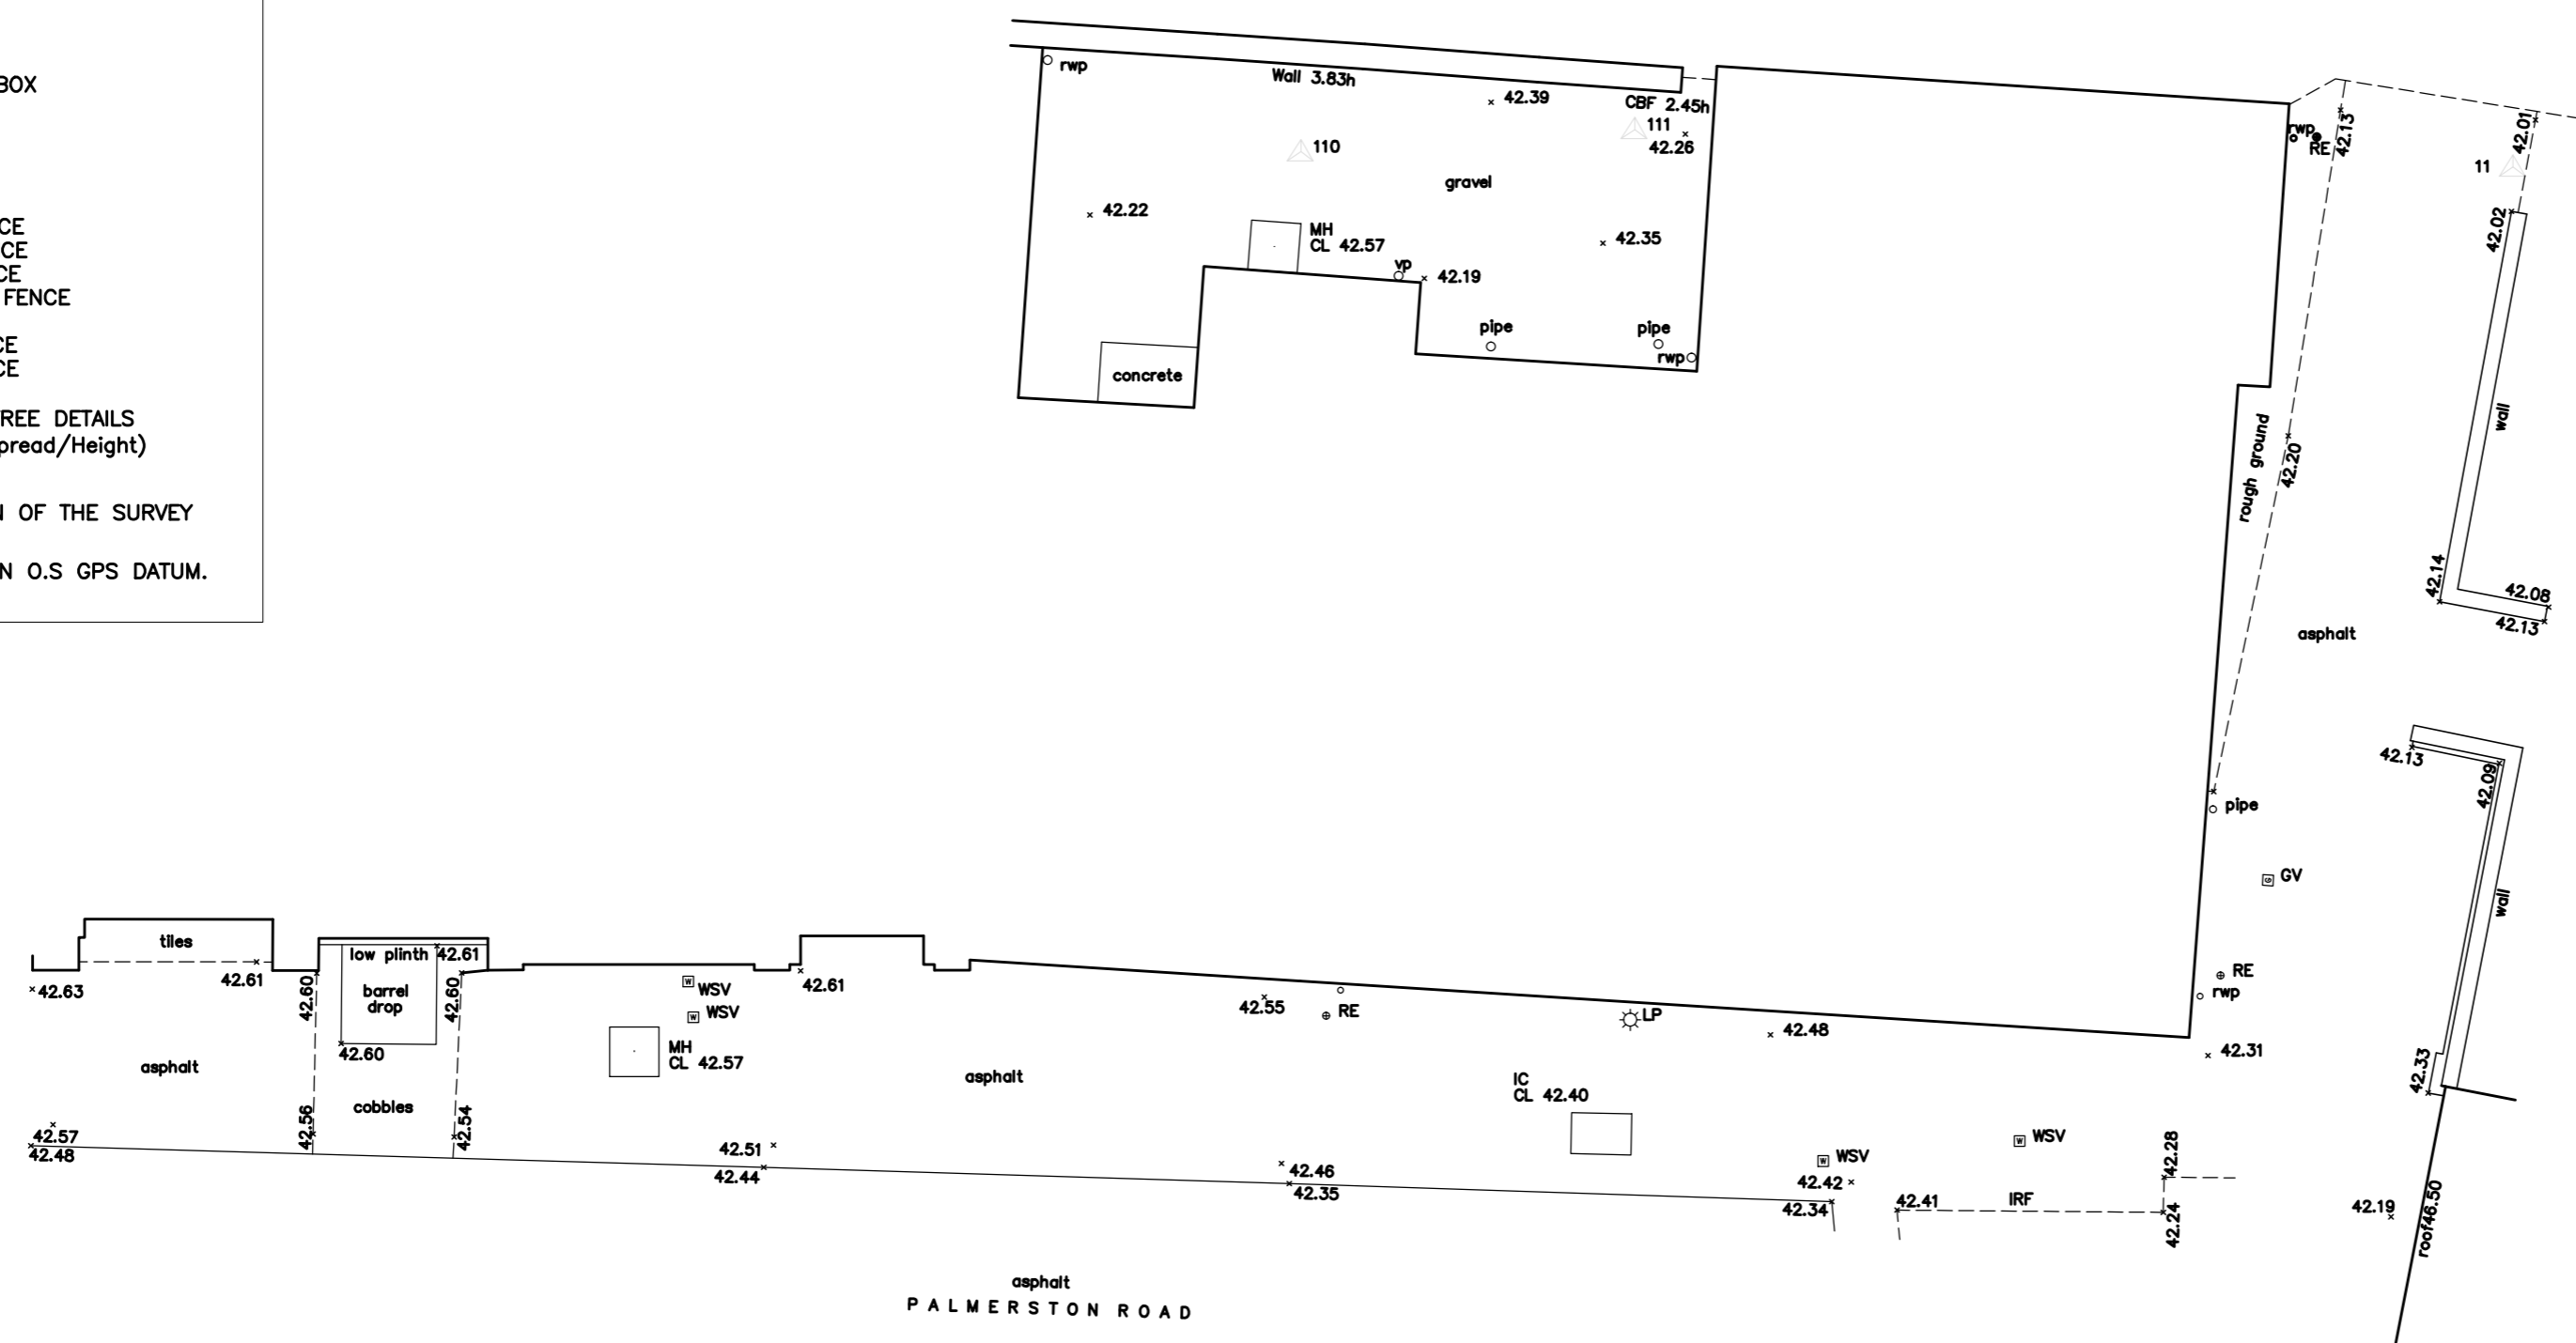 BOX
CE
CE
CE
FENCE
CE
CE
REE DETAILS
pread/Height)
N OF THE SURVEY
N O.S GPS DATUM.
rwp
Wall 3.83h
42.39
CBF 2.45h
111
42.26
110
gravel
42.22
MH
CL 42.57
42.35
vp
42.19
pipe
pipe
rwp
concrete
rwp
RE
42.13
42.01
11
42.02
wall
rough ground
42.20
42.14
42.08
42.13
asphalt
42.13
42.09
pipe
GV
wall
RE
rwp
42.31
42.33
tiles
42.61
42.63
low plinth
42.61
42.60
barrel
drop
42.60
42.60
asphalt
cobbles
42.56
42.54
42.57
42.48
WSV
WSV
MH
CL 42.57
42.61
asphalt
42.55
RE
LP
42.48
IC
CL 42.40
42.51
42.44
42.46
42.35
WSV
42.42
42.34
WSV
42.41
IRF
42.28
42.24
42.19
roof46.50
asphalt
PALMERSTON ROAD